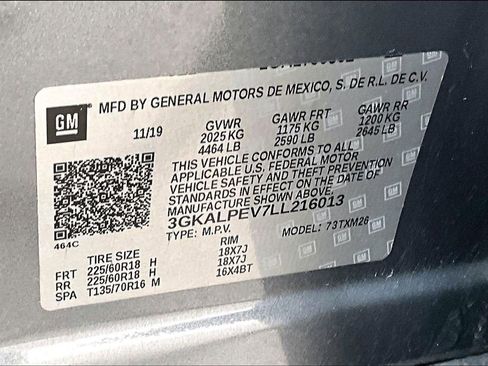 GM
MFD BY GENERAL MOTORS DE MEXICO, S. DE R.L. DE C.V.
11/19 GVWR GAWR FRT GAWR RR
2025 KG 1175 KG 1200 KG
4464 LB 2590 LB 2645 LB
THIS VEHICLE CONFORMS TO ALL
APPLICABLE U.S. FEDERAL MOTOR
VEHICLE SAFETY AND THEFT PREVENTION
STANDARDS IN EFFECT ON THE DATE OF
MANUFACTURE SHOWN ABOVE.
3GKALPEV7LL216013
TYPE: M.P.V. MODEL: 73TXM26
464C
TIRE SIZE RIM
FRT 225/60R18 H 18X7J
RR 225/60R18 H 18X7J
SPA T135/70R16 M 16X4BT